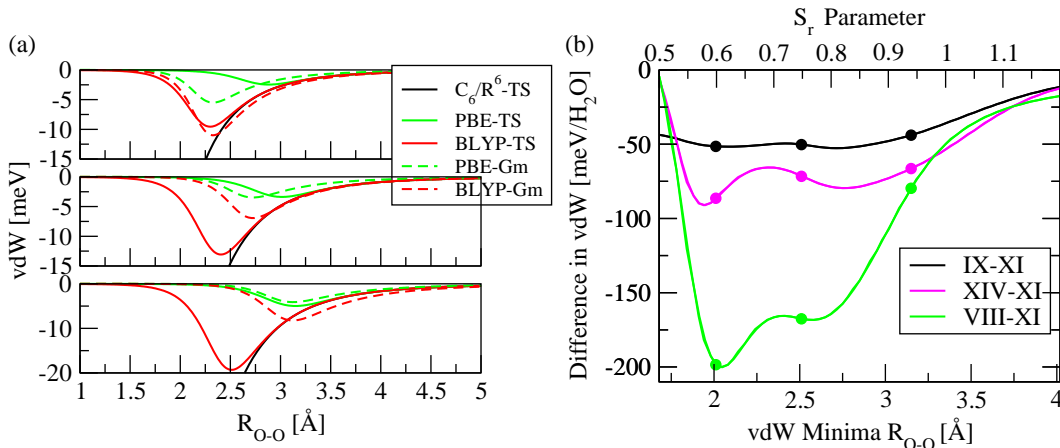 (a)
0
-5
-10
-15
0
-5
-10
-15
0
-10
-20
vdW [meV]
1 1.5 2 2.5 3 3.5 4 4.5 5
R_O-O [Å]
C_6/R^6-TS
PBE-TS
BLYP-TS
PBE-Gm
BLYP-Gm
(b)
S_r Parameter
0.5 0.6 0.7 0.8 0.9 1 1.1
0
-50
-100
-150
-200
Difference in vdW [meV/H_2O]
IX-XI
XIV-XI
VIII-XI
2 2.5 3 3.5 4
vdW Minima R_O-O [Å]